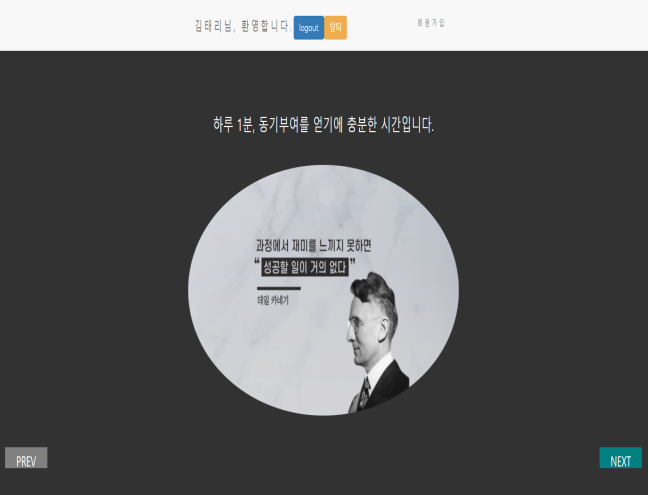 김태리님, 환영합니다. logout 탈퇴 회원가입
하루 1분, 동기부여를 얻기에 충분한 시간입니다.
과정에서 재미를 느끼지 못하면
“성공할 일이 거의 없다”
데일 카네기
PREV NEXT